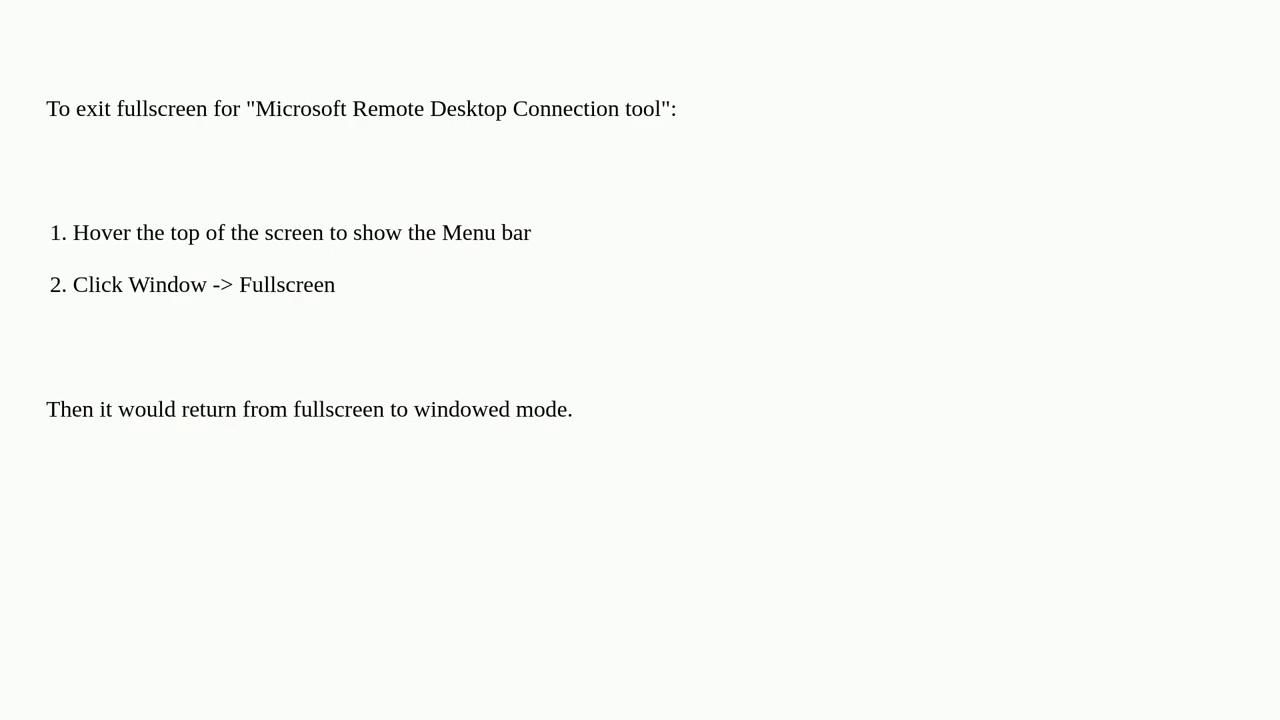 To exit fullscreen for "Microsoft Remote Desktop Connection tool":
1. Hover the top of the screen to show the Menu bar
2. Click Window -> Fullscreen
Then it would return from fullscreen to windowed mode.